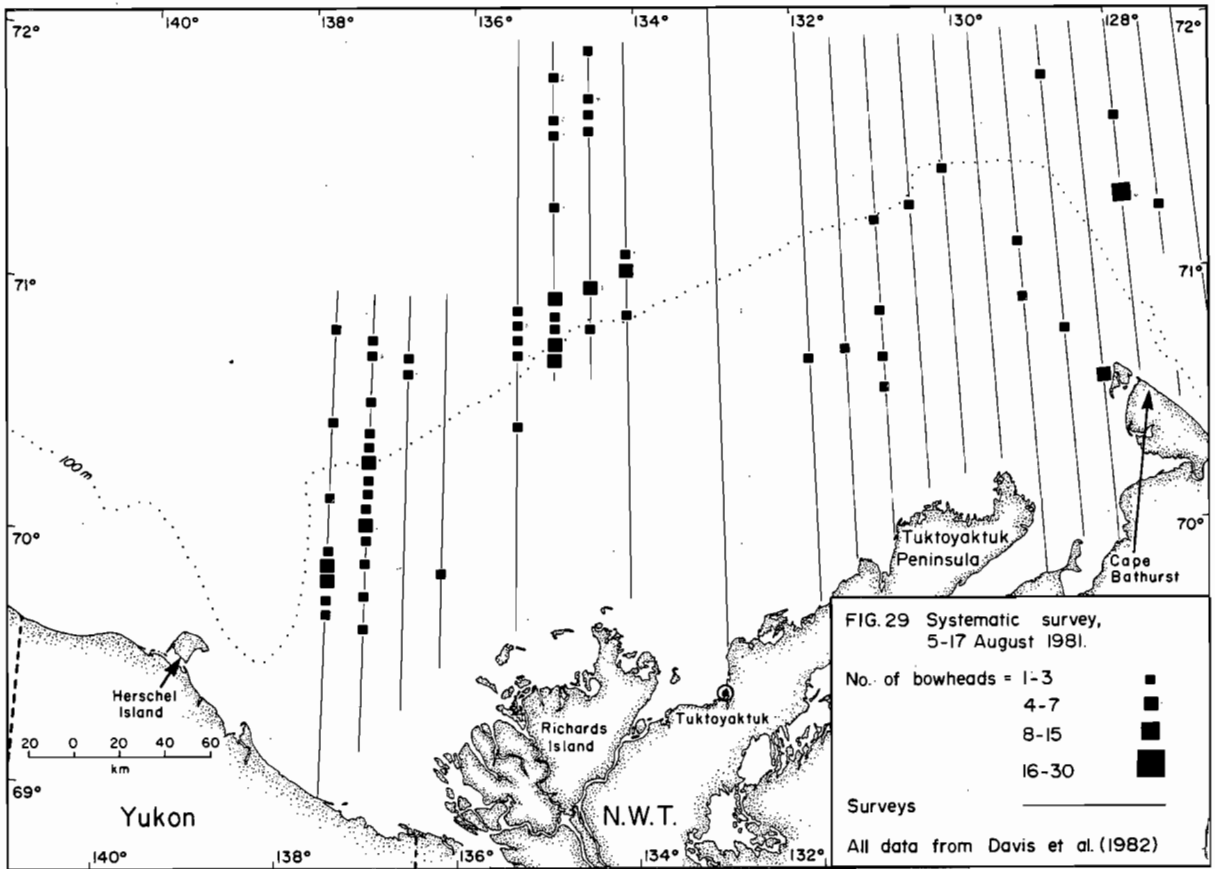 72° 140° 138° 136° 134° 132° 130° 128° 72°
71° 71°
100 m
70° 70°
Tuktoyaktuk
Peninsula
Cape
Bathurst
Herschel
Island
20 0 20 40 60
km
Richards
Island
Tuktoyaktuk
69°
Yukon
N.W.T.
140° 138° 136° 134° 132°
FIG.29 Systematic survey,
5-17 August 1981.
No. of bowheads = 1-3
4-7
8-15
16-30
Surveys
All data from Davis et al. (1982)